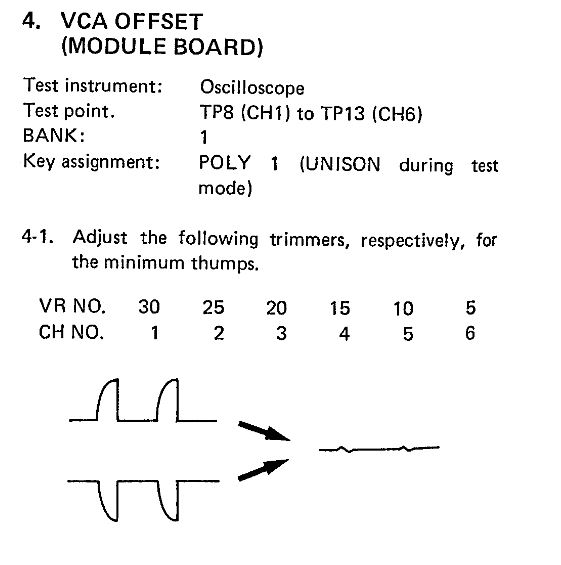 4. VCA OFFSET
(MODULE BOARD)
Test instrument: Oscilloscope
Test point. TP8 (CH1) to TP13 (CH6)
BANK: 1
Key assignment: POLY 1 (UNISON during test
mode)
4-1. Adjust the following trimmers, respectively, for
the minimum thumps.
VR NO. 30 25 20 15 10 5
CH NO. 1 2 3 4 5 6